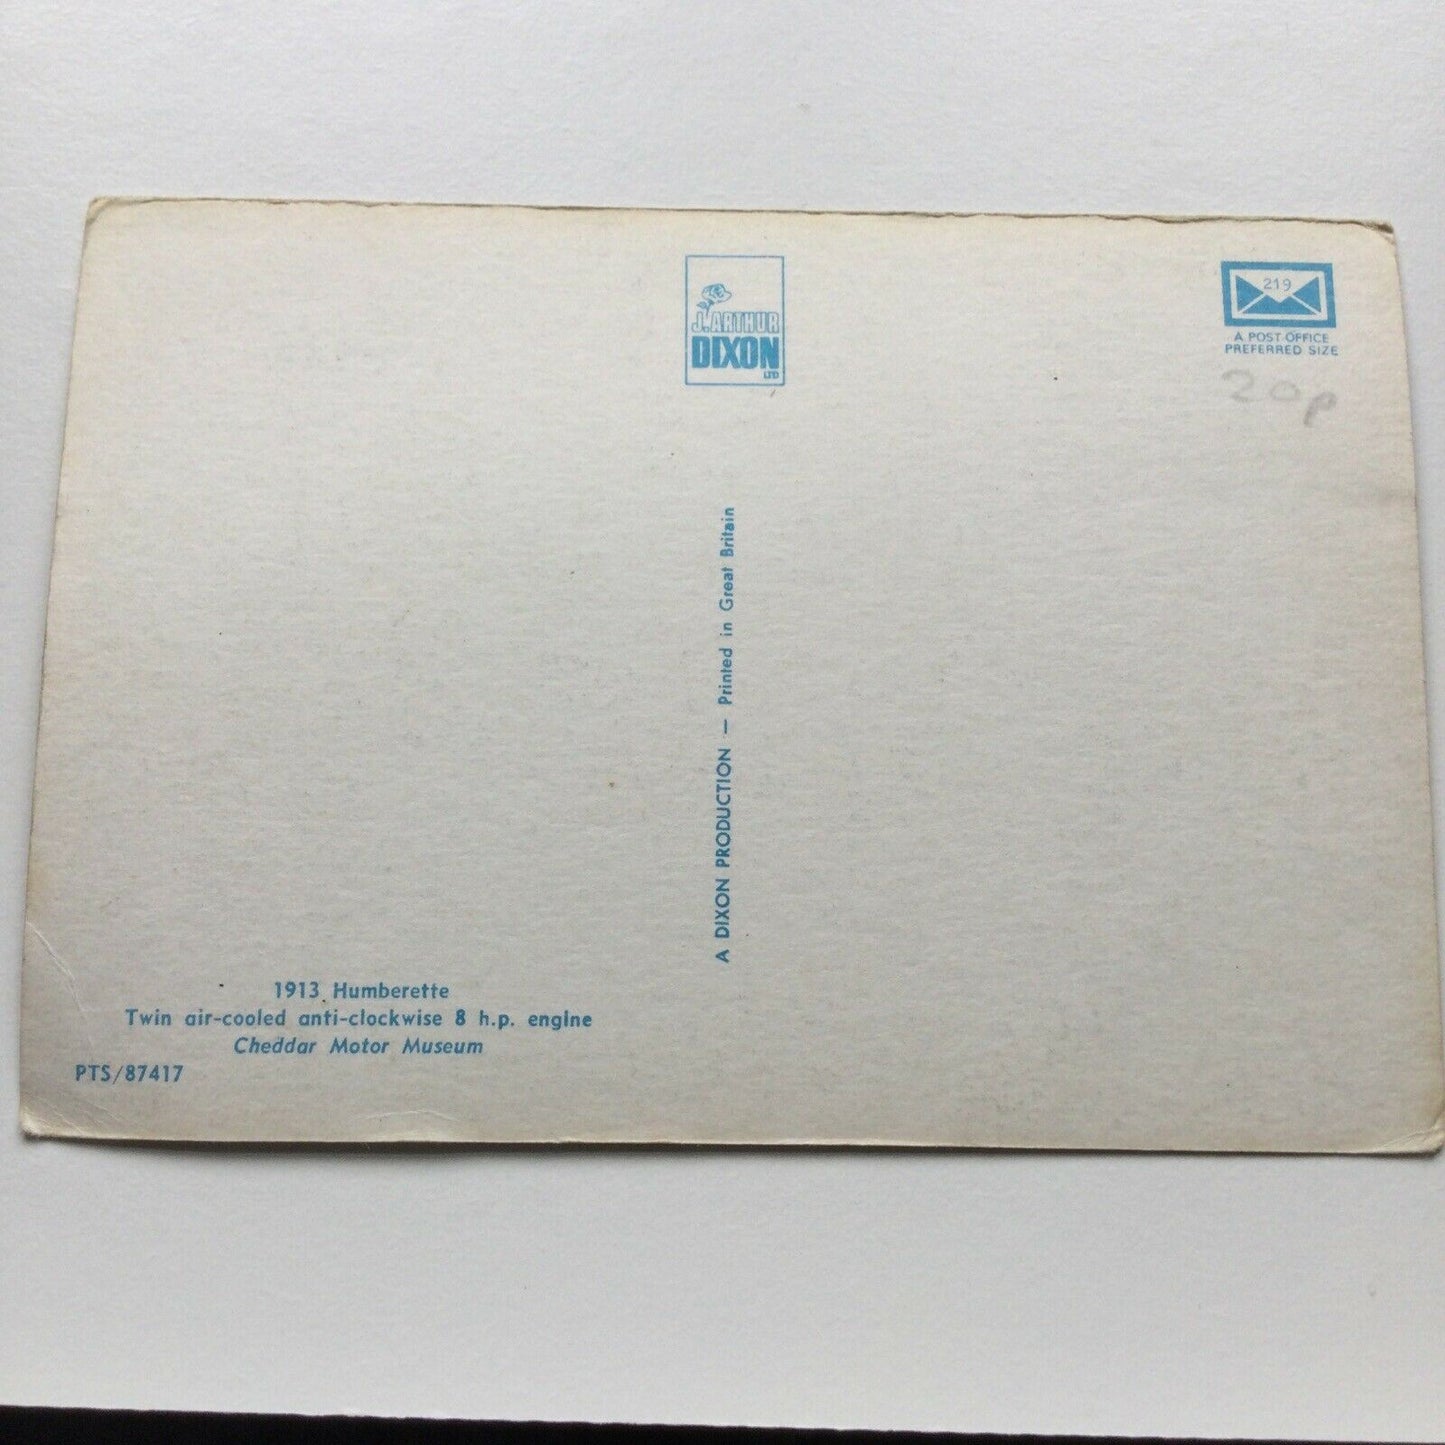 J. ARTHUR
DIXON
LTD
219
A POST OFFICE
PREFERRED SIZE
20p
A DIXON PRODUCTION — Printed in Great Britain
1913 Humberette
Twin air-cooled anti-clockwise 8 h.p. engine
Cheddar Motor Museum
PTS/87417